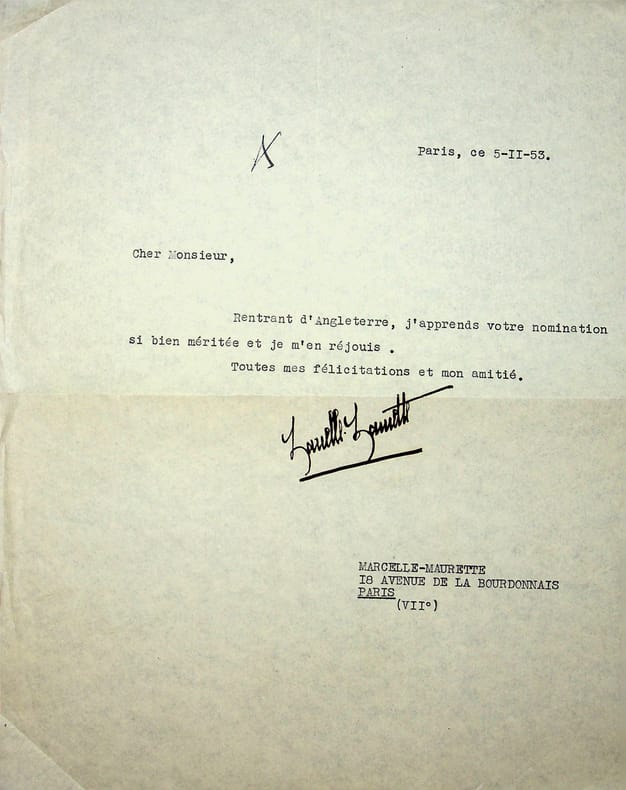 Paris, ce 5-II-53.
Cher Monsieur,
Rentrant d'Angleterre, j'apprends votre nomination
si bien méritée et je m'en réjouis .
Toutes mes félicitations et mon amitié.
Marcelle-Maurette
MARCELLE-MAURETTE
I8 AVENUE DE LA BOURDONNAIS
PARIS
(VII°)